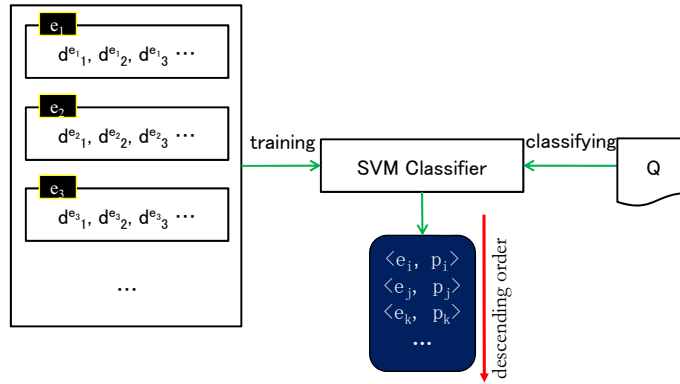 e₁
dᵉ¹₁, dᵉ¹₂, dᵉ¹₃ ⋯
e₂
dᵉ²₁, dᵉ²₂, dᵉ²₃ ⋯
e₃
dᵉ³₁, dᵉ³₂, dᵉ³₃ ⋯
…
training
SVM Classifier
classifying
Q
<eᵢ, pᵢ>
<eⱼ, pⱼ>
<eₖ, pₖ>
…
descending order